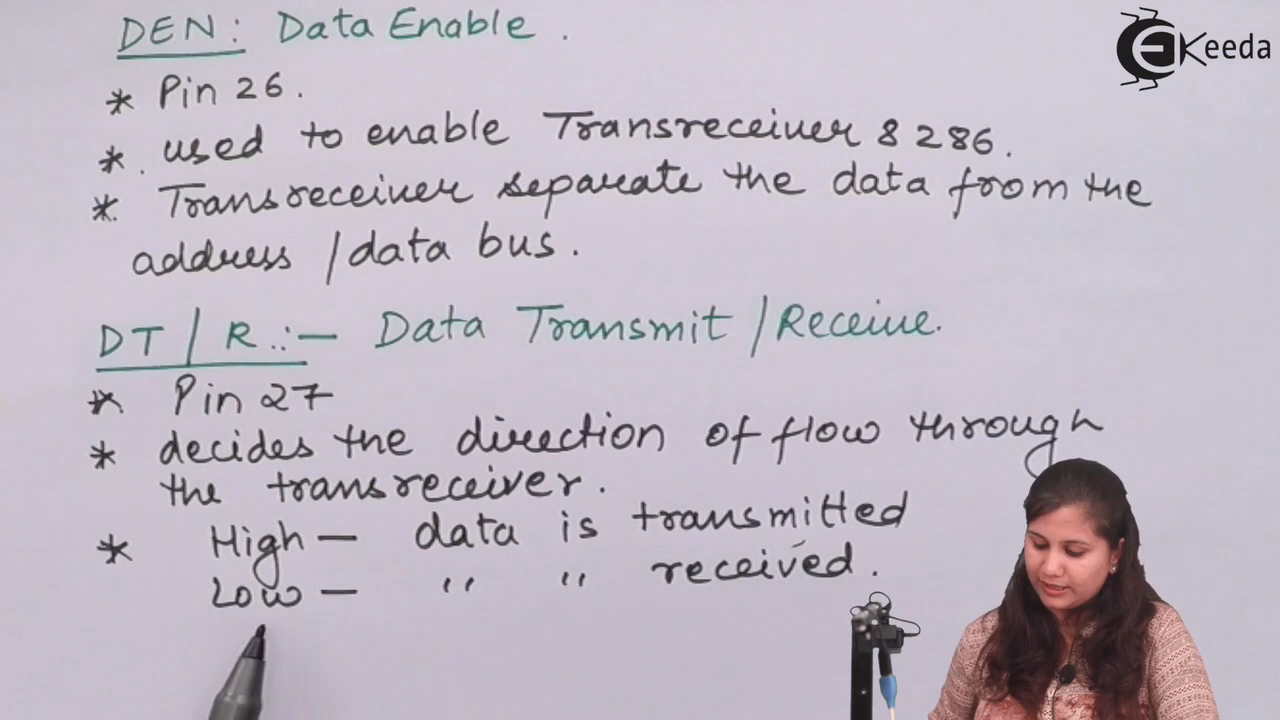 DEN: Data Enable.
EKeeda
* Pin 26.
* used to enable Transreceiver 8286.
* Transreceiver separate the data from the
address / data bus.
DT / R :- Data Transmit / Receive.
* Pin 27
* decides the direction of flow through
the transreceiver.
* High - data is transmitted
Low - " " received.